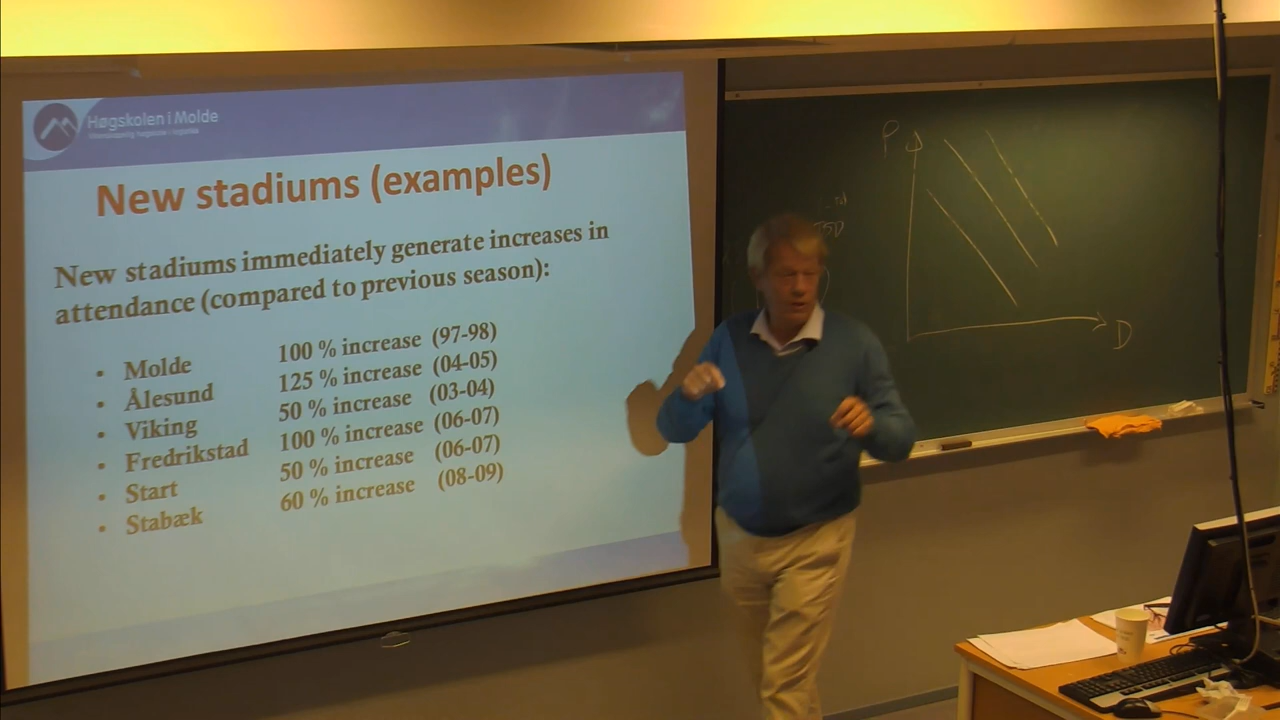 Høgskolen i Molde
New stadiums (examples)
New stadiums immediately generate increases in
attendance (compared to previous season):
• Molde 100 % increase (97-98)
• Ålesund 125 % increase (04-05)
• Viking 50 % increase (03-04)
• Fredrikstad 100 % increase (06-07)
• Start 50 % increase (06-07)
• Stabæk 60 % increase (08-09)
P
D